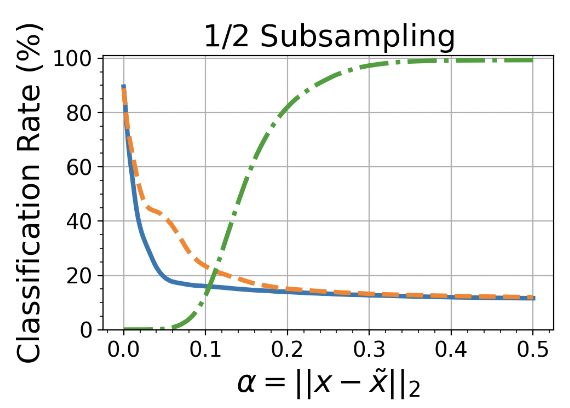 1/2 Subsampling
Classification Rate (%)
100
80
60
40
20
0
0.0 0.1 0.2 0.3 0.4 0.5
α = ||x − x̃||₂